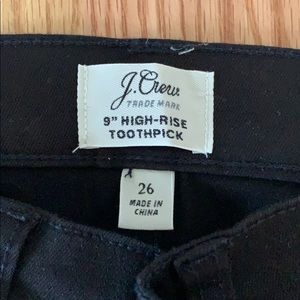 J.Crew
TRADE MARK
9" HIGH-RISE
TOOTHPICK
26
MADE IN
CHINA